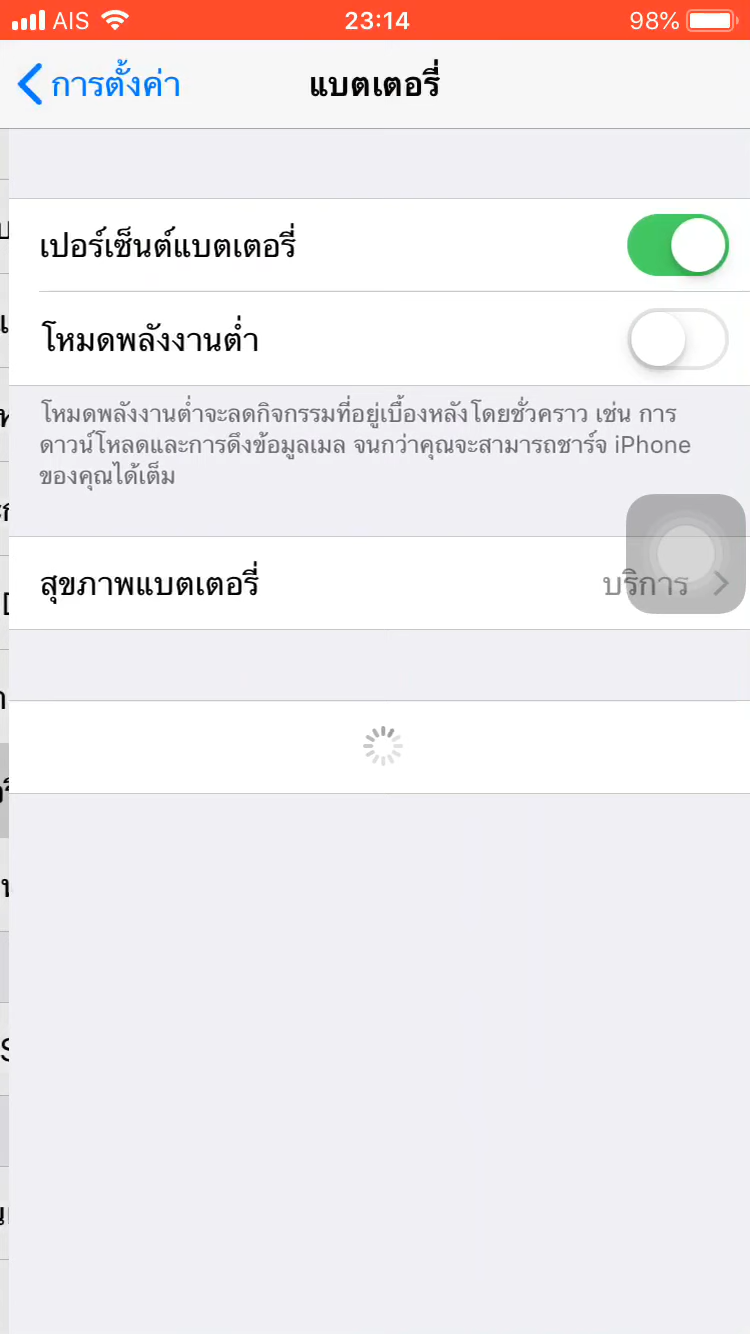 AIS 23:14 98%
การตั้งค่า แบตเตอรี่
เปอร์เซ็นต์แบตเตอรี่
โหมดพลังงานต่ำ
โหมดพลังงานต่ำจะลดกิจกรรมที่อยู่เบื้องหลังโดยชั่วคราว เช่น การ
ดาวน์โหลดและการดึงข้อมูลเมล จนกว่าคุณจะสามารถชาร์จ iPhone
ของคุณได้เต็ม
สุขภาพแบตเตอรี่ บริการ